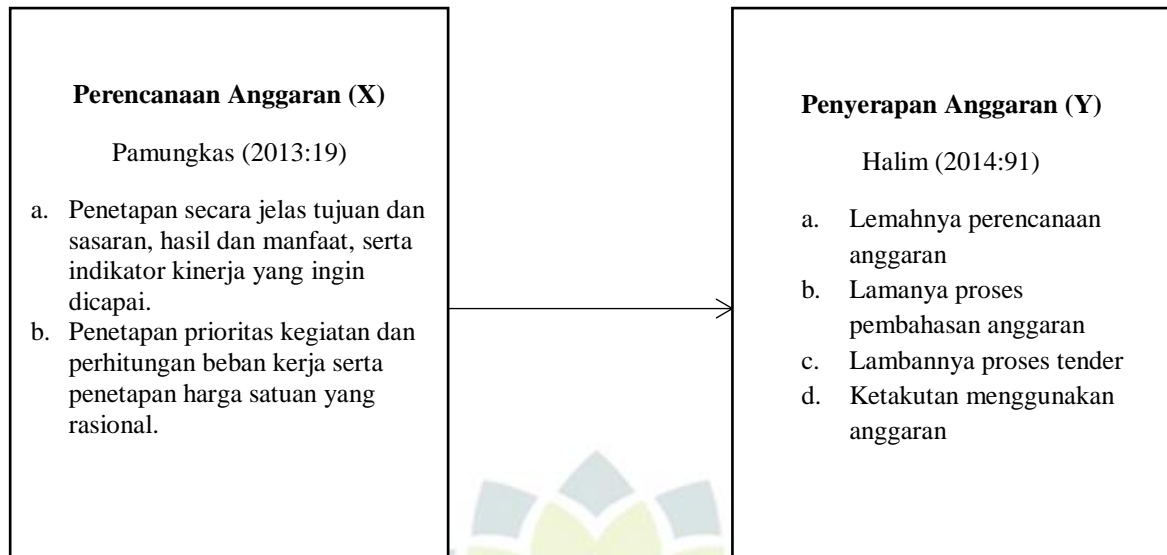 Perencanaan Anggaran (X)
Pamungkas (2013:19)
a. Penetapan secara jelas tujuan dan
sasaran, hasil dan manfaat, serta
indikator kinerja yang ingin
dicapai.
b. Penetapan prioritas kegiatan dan
perhitungan beban kerja serta
penetapan harga satuan yang
rasional.
Penyerapan Anggaran (Y)
Halim (2014:91)
a. Lemahnya perencanaan
anggaran
b. Lamanya proses
pembahasan anggaran
c. Lambannya proses tender
d. Ketakutan menggunakan
anggaran